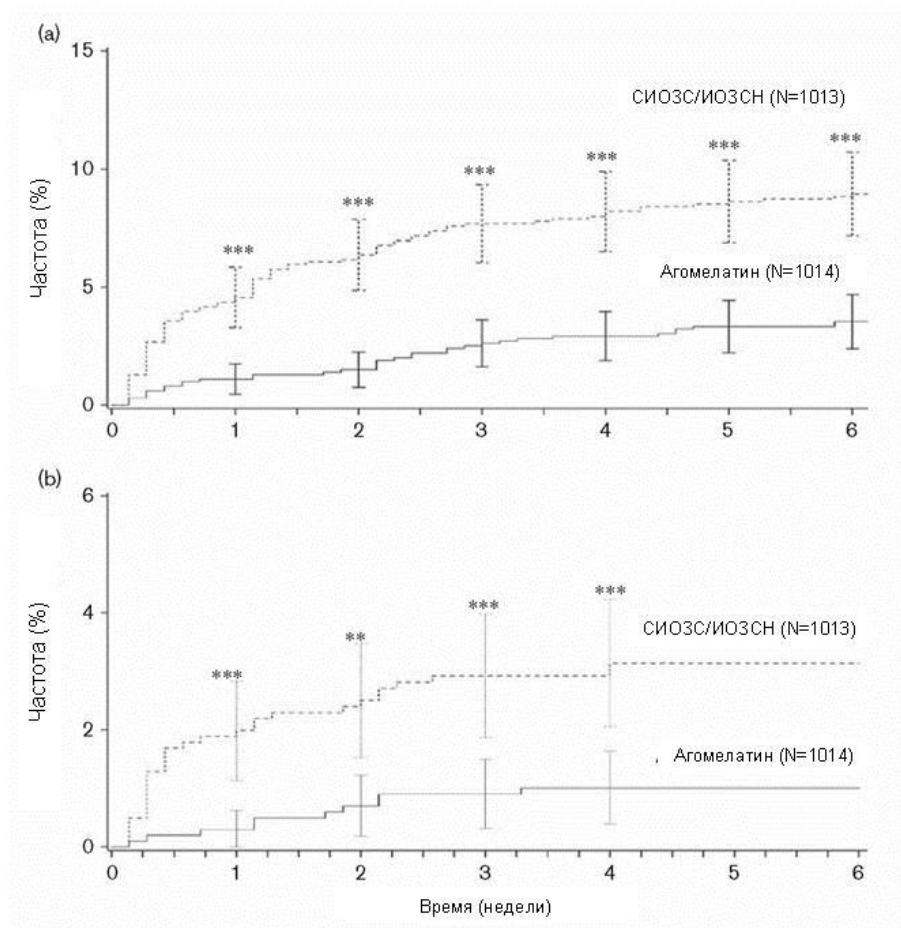 (a)
15
СИОЗС/ИОЗСН (N=1013)
*** *** *** *** *** ***
10
Частота (%)
Агомелатин (N=1014)
5
0
0 1 2 3 4 5 6
(b)
6
*** ** *** ***
4
СИОЗС/ИОЗСН (N=1013)
Частота (%)
2
Агомелатин (N=1014)
0
0 1 2 3 4 5 6
Время (недели)